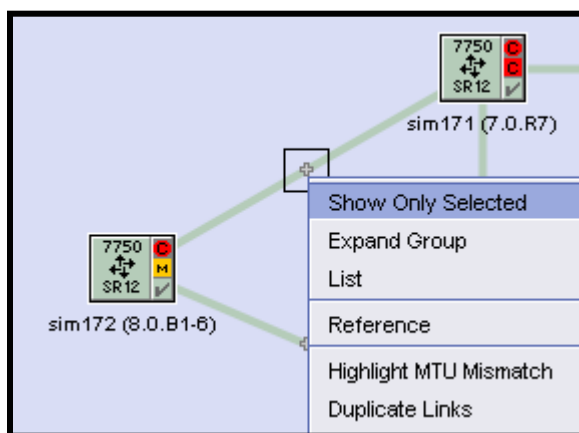 7750 C
C
SR12
sim171 (7.0.R7)
Show Only Selected
7750 C
Expand Group
M
List
SR12
sim172 (8.0.B1-6)
Reference
Highlight MTU Mismatch
Duplicate Links